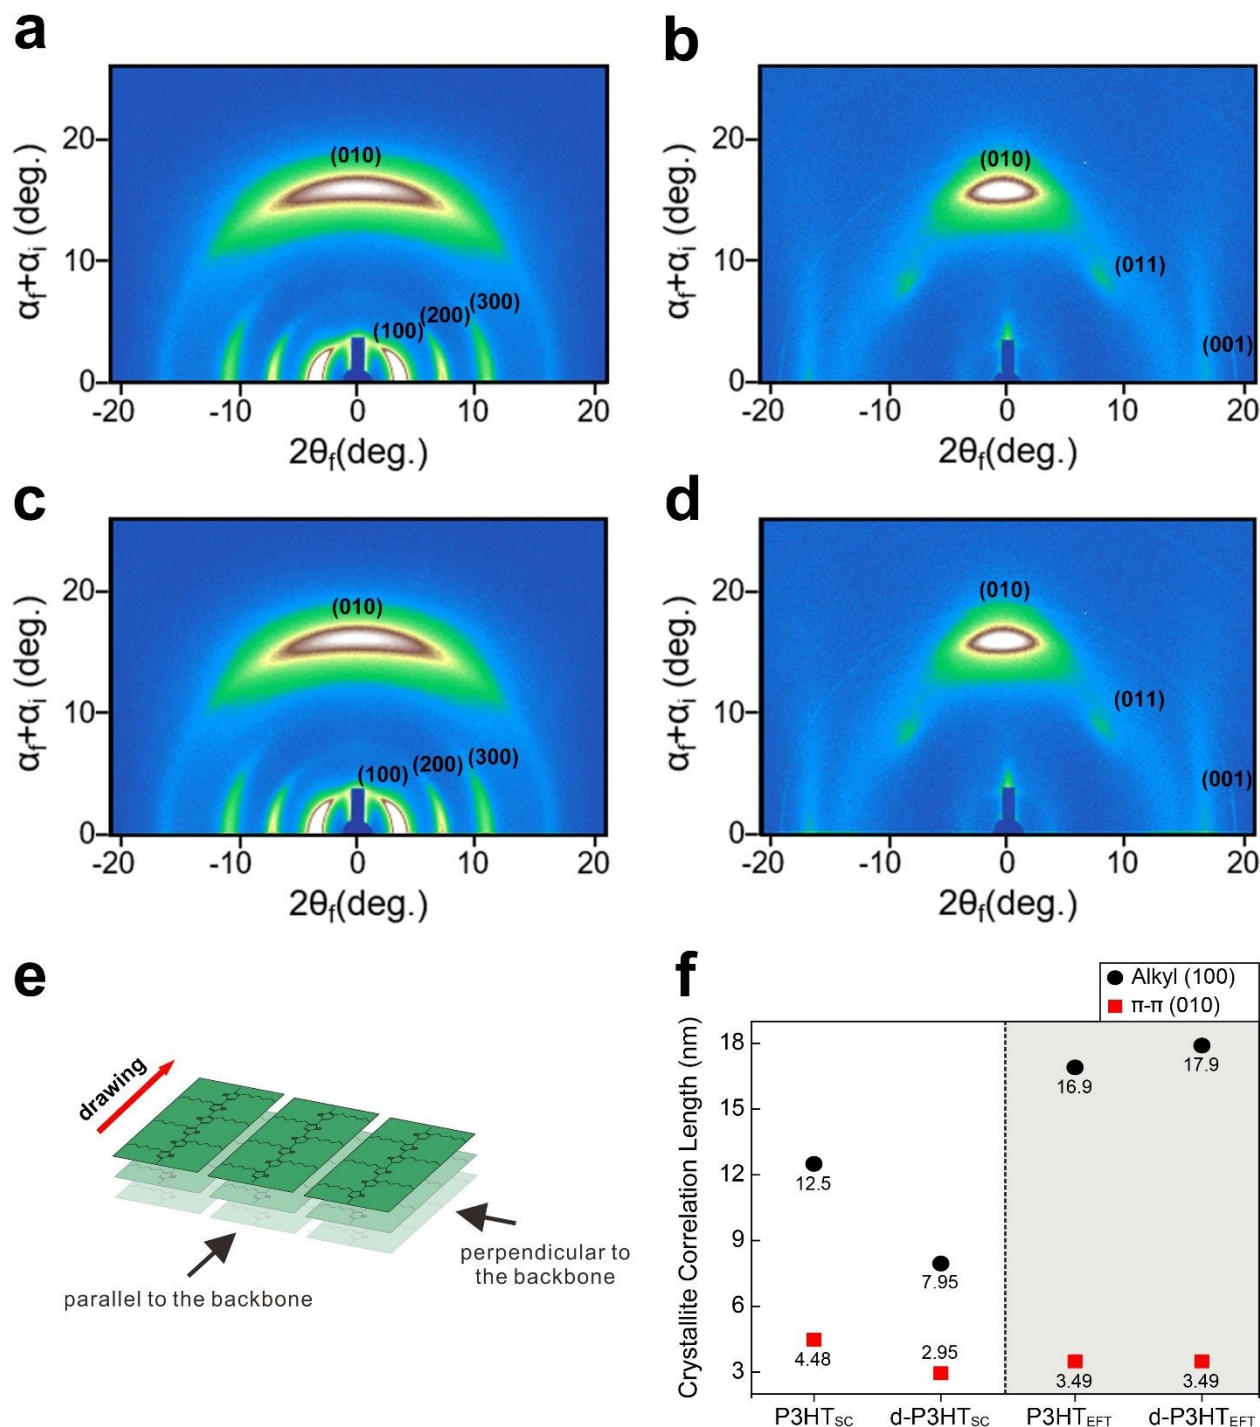 a
αf+αi (deg.)
20
10
0
(010)
(100)
(200)
(300)
-20
-10
0
10
20
2θf(deg.)
b
αf+αi (deg.)
20
10
0
(010)
(011)
(001)
-20
-10
0
10
20
2θf(deg.)
c
αf+αi (deg.)
20
10
0
(010)
(100)
(200)
(300)
-20
-10
0
10
20
2θf(deg.)
d
αf+αi (deg.)
20
10
0
(010)
(011)
(001)
-20
-10
0
10
20
2θf(deg.)
e
drawing
parallel to the backbone
perpendicular to
the backbone
f
Alkyl (100)
π-π (010)
Crystallite Correlation Length (nm)
18
15
12
9
6
3
12.5
4.48
7.95
2.95
16.9
3.49
17.9
3.49
P3HTSC
d-P3HTSC
P3HTEFT
d-P3HTEFT